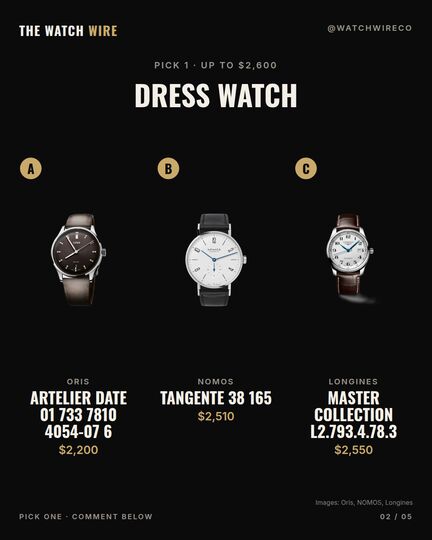 THE WATCH WIRE
@WATCHWIRECO
PICK 1 · UP TO $2,600
DRESS WATCH
A
B
C
ORIS
ARTELIER DATE
01 733 7810
4054-07 6
$2,200
NOMOS
TANGENTE 38 165
$2,510
LONGINES
MASTER
COLLECTION
L2.793.4.78.3
$2,550
Images: Oris, NOMOS, Longines
PICK ONE · COMMENT BELOW
02 / 05